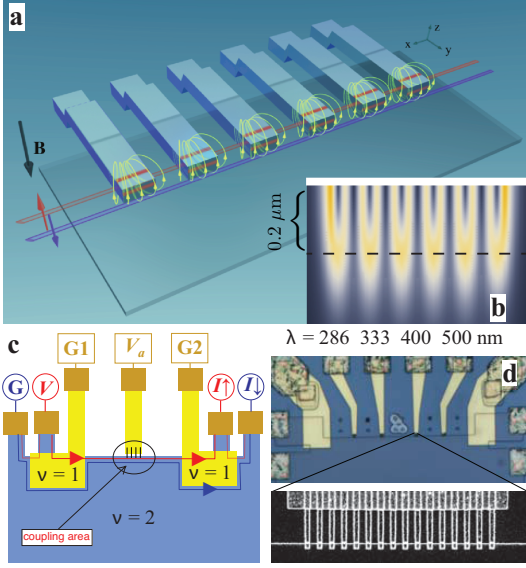 a
z
x
y
B
0.2 μm
b
λ = 286 333 400 500 nm
c
G1
Va
G2
d
G
V
I↑
I↓
ν = 1
ν = 1
ν = 2
coupling area